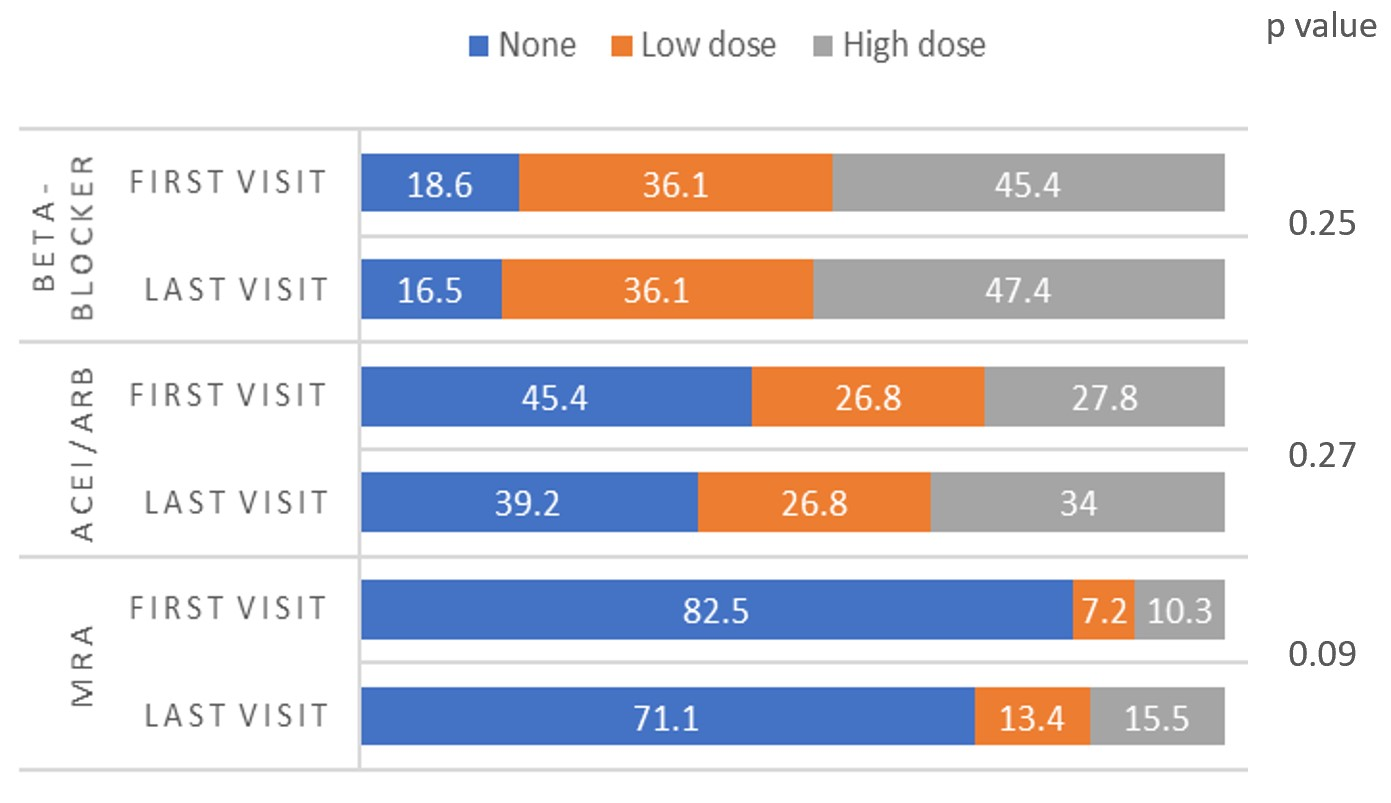 None Low dose High dose p value
BETA-
BLOCKER
FIRST VISIT 18.6 36.1 45.4
0.25
LAST VISIT 16.5 36.1 47.4
ACEI/ARB
FIRST VISIT 45.4 26.8 27.8
0.27
LAST VISIT 39.2 26.8 34
MRA
FIRST VISIT 82.5 7.2 10.3
0.09
LAST VISIT 71.1 13.4 15.5